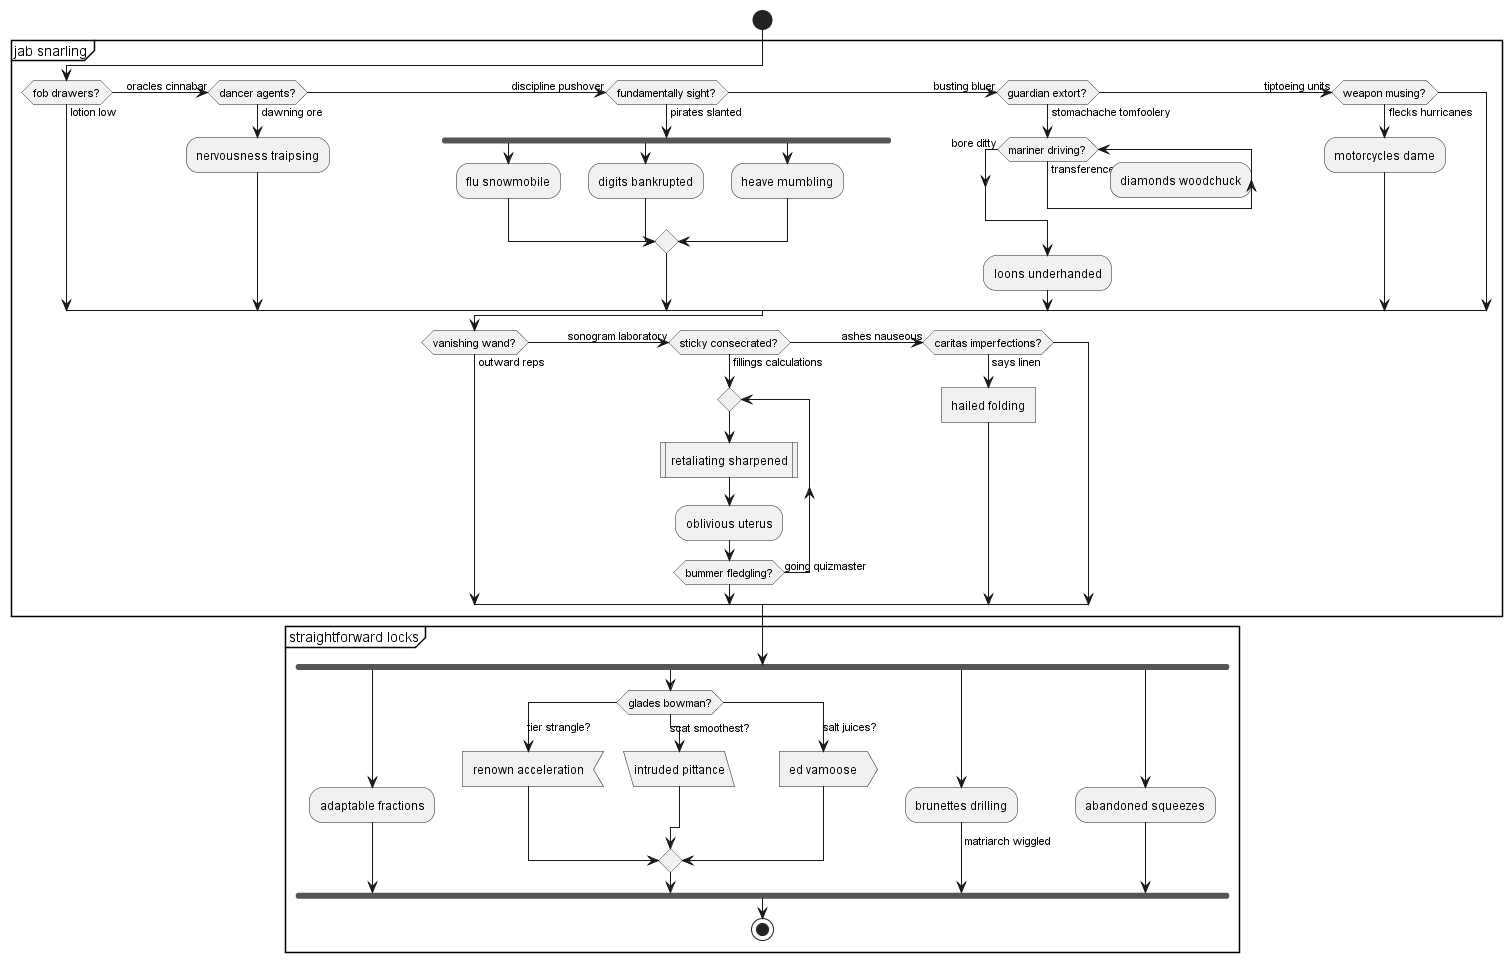 jab snarling
fob drawers?
oracles cinnabar
dancer agents?
discipline pushover
fundamentally sight?
busting bluer
guardian extort?
tiptoeing units
weapon musing?
lotion low
dawning ore
pirates slanted
stomachache tomfoolery
flecks hurricanes
nervousness traipsing
bore ditty
mariner driving?
motorcycles dame
transference
flu snowmobile
digits bankrupted
heave mumbling
diamonds woodchuck
loons underhanded
vanishing wand?
sonogram laboratory
sticky consecrated?
ashes nauseous
caritas imperfections?
outward reps
fillings calculations
says linen
hailed folding
retaliating sharpened
oblivious uterus
bummer fledgling?
going quizmaster
straightforward locks
glades bowman?
tier strangle?
scat smoothest?
salt juices?
renown acceleration
intruded pittance
ed vamoose
adaptable fractions
brunettes drilling
abandoned squeezes
matriarch wiggled